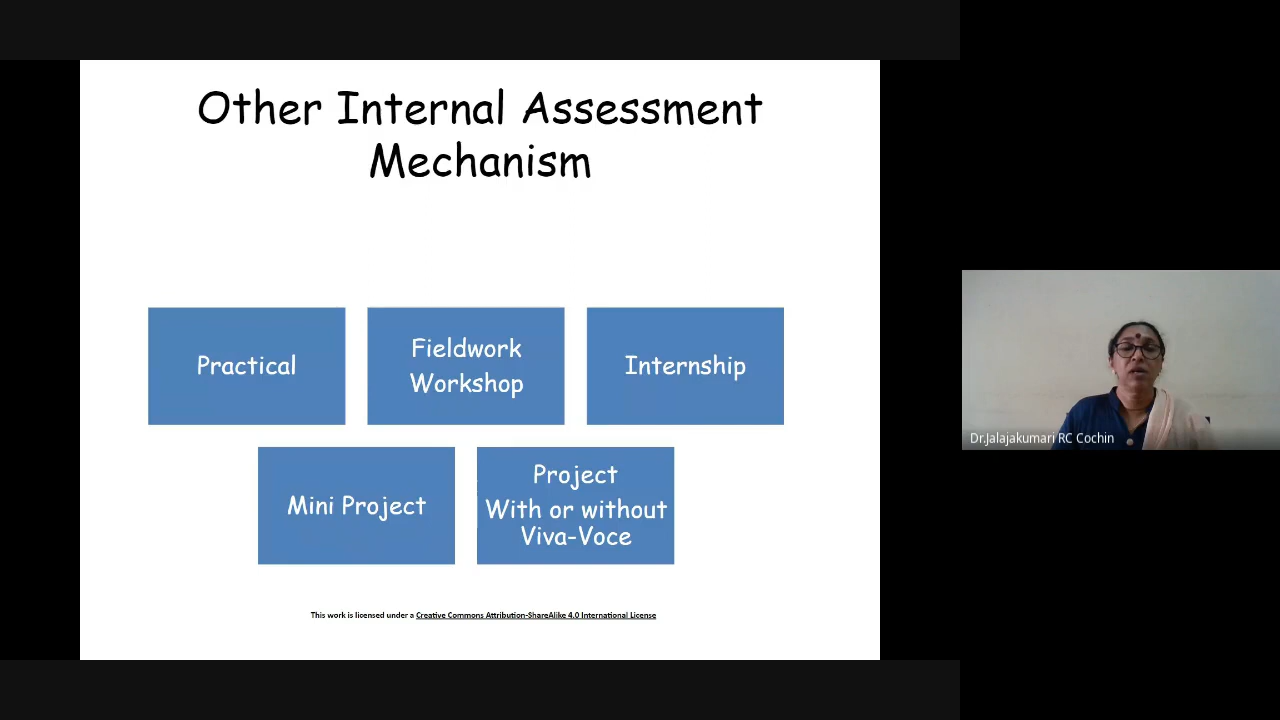 Other Internal Assessment
Mechanism
Practical
Fieldwork
Workshop
Internship
Mini Project
Project
With or without
Viva-Voce
This work is licensed under a Creative Commons Attribution-ShareAlike 4.0 International License
Dr.Jalajakumari RC Cochin